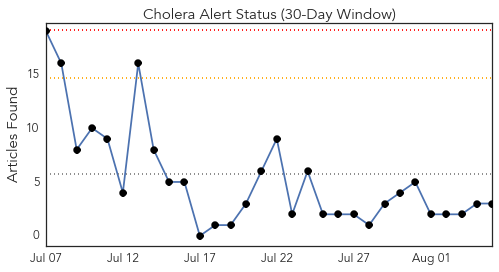 Cholera Alert Status (30-Day Window)
Articles Found
15
10
5
0
Jul 07 Jul 12 Jul 17 Jul 22 Jul 27 Aug 01